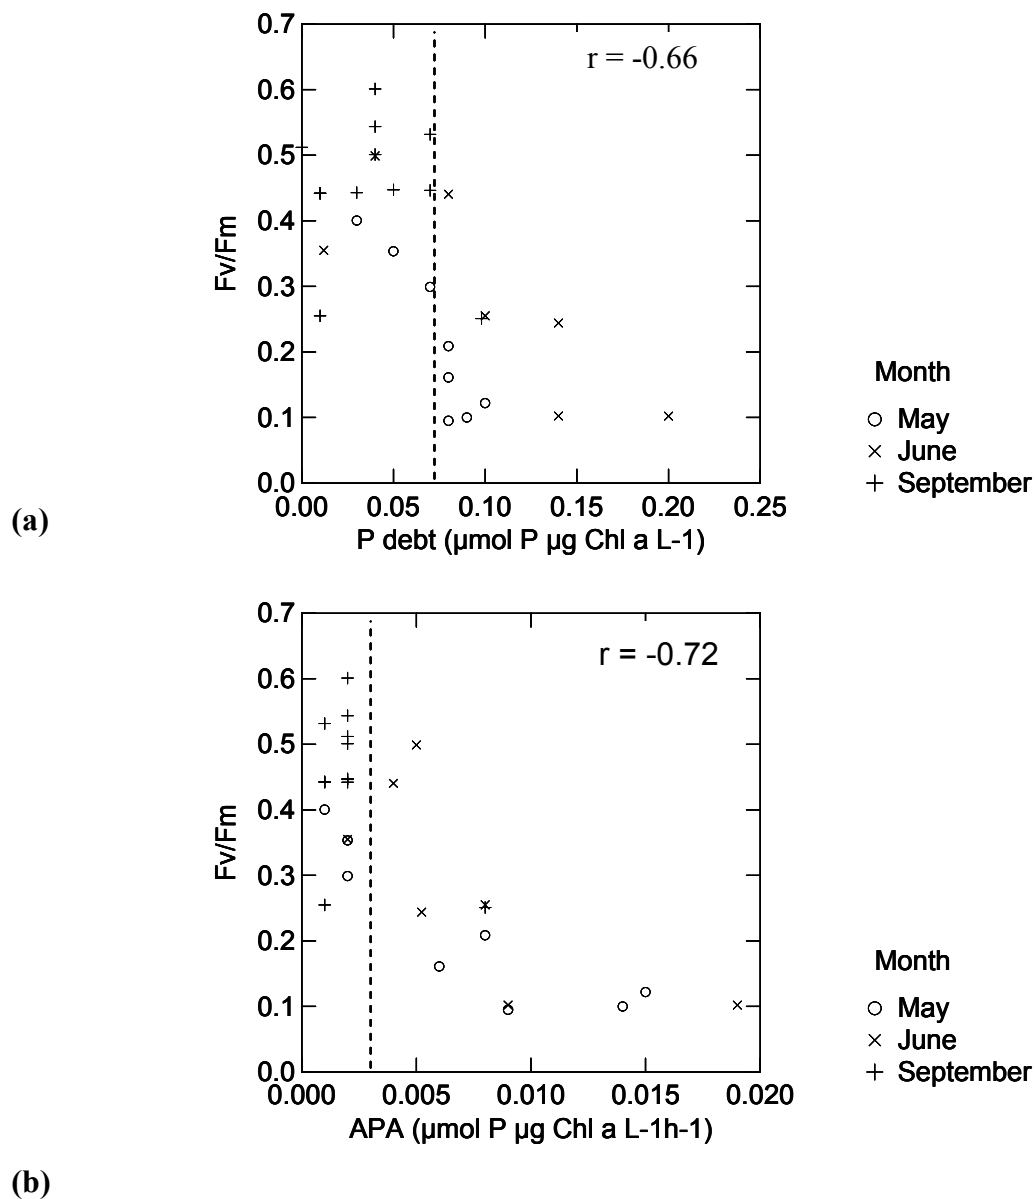 0.7
r = -0.66
0.6
0.5
0.4
Fv/Fm
0.3
0.2
0.1
0.0
0.00 0.05 0.10 0.15 0.20 0.25
P debt (µmol P µg Chl a L-1)
Month
May
June
September
(a)
0.7
r = -0.72
0.6
0.5
0.4
Fv/Fm
0.3
0.2
0.1
0.0
0.000 0.005 0.010 0.015 0.020
APA (µmol P µg Chl a L-1h-1)
Month
May
June
September
(b)